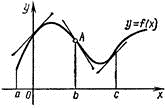 y
y=f(x)
A
a 0 b c x